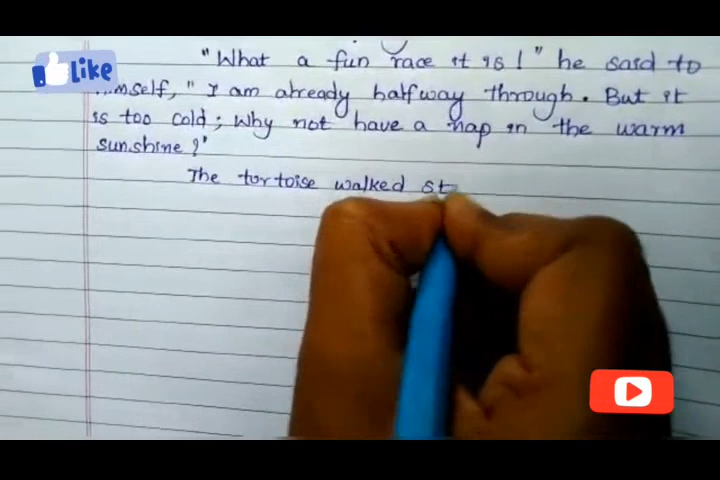 Like
"What a fun race it is!" he said to
himself, "I am already halfway through. But it
is too cold; Why not have a nap in the warm
sunshine?"
The tortoise walked st